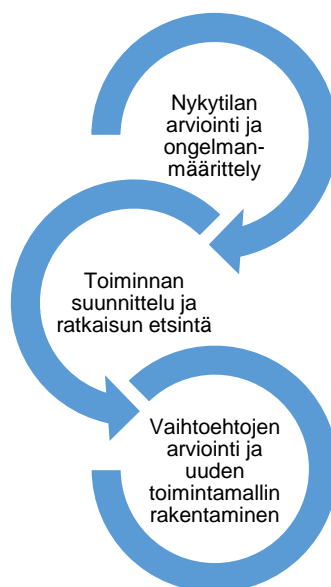 Nykytilan
arviointi ja
ongelman-
määrittely
Toiminnan
suunnittelu ja
ratkaisun etsintä
Vaihtoehtojen
arviointi ja
uuden
toimintamallin
rakentaminen